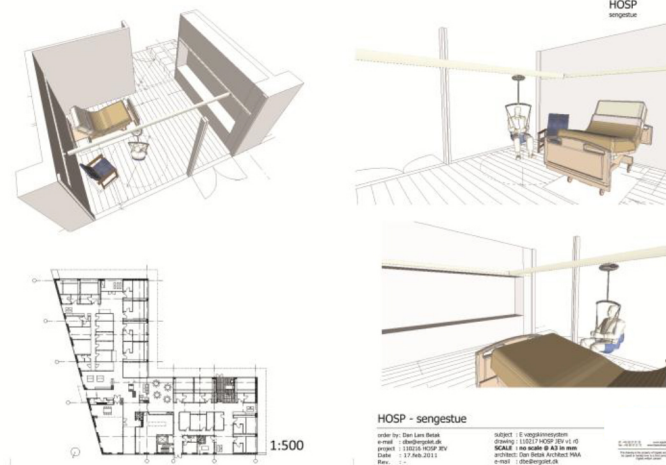 HOSP
sengestue
1:500
HOSP - sengestue
order by: Dan Lars Betak
e-mail : dbe@ergolet.dk
project : 110216 HOSP JEV
Date : 17.feb.2011
Rev. : -
subject : E vægskinnesystem
drawing : 110217 HOSP JEV v1 r0
SCALE : no scale @ A3 in mm
architect: Dan Betak Architect MAA
e-mail : dbe@ergolet.dk